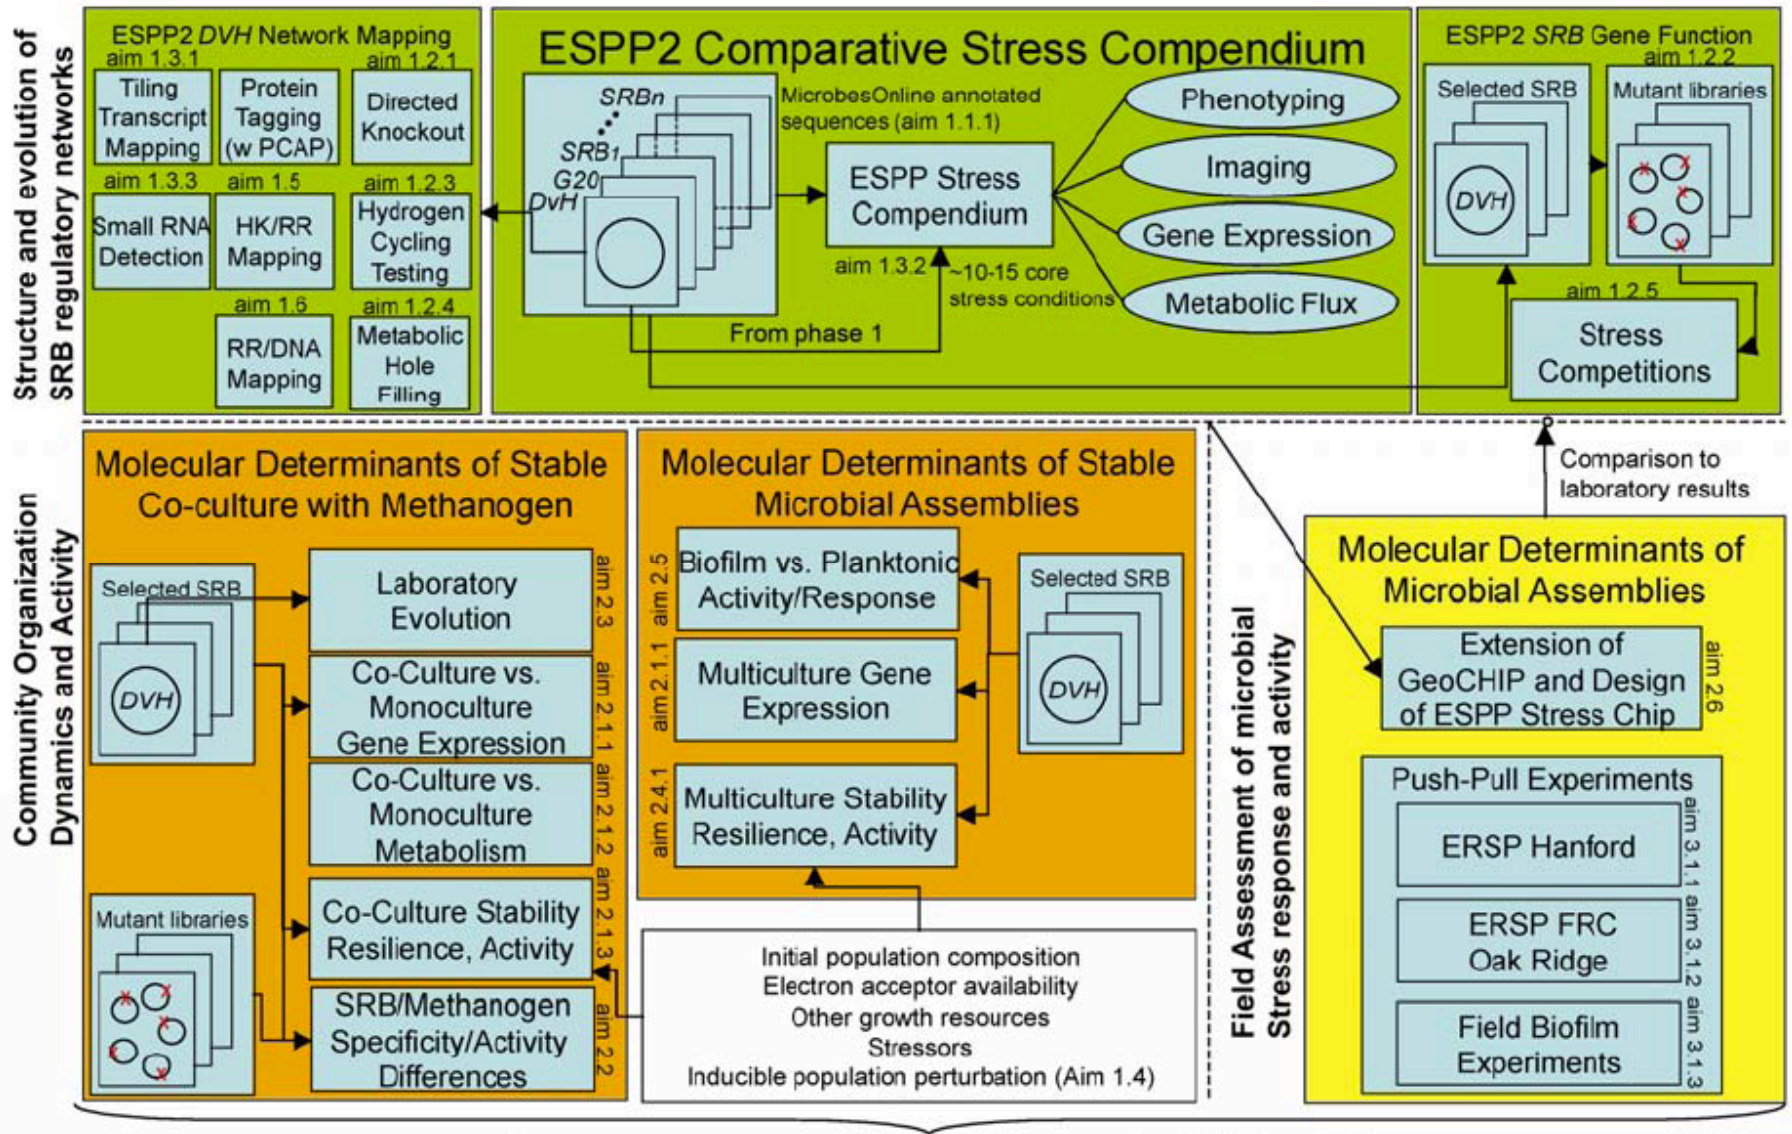 Structure and evolution of
SRB regulatory networks
ESPP2 DVH Network Mapping
aim 1.3.1
aim 1.2.1
Tiling
Transcript
Mapping
Protein
Tagging
(w PCAP)
Directed
Knockout
aim 1.3.3
aim 1.5
aim 1.2.3
Small RNA
Detection
HK/RR
Mapping
Hydrogen
Cycling
Testing
aim 1.6
aim 1.2.4
RR/DNA
Mapping
Metabolic
Hole
Filling
ESPP2 Comparative Stress Compendium
SRBn
SRB1
G20
DvH
MicrobesOnline annotated
sequences (aim 1.1.1)
ESPP Stress
Compendium
aim 1.3.2
~10-15 core
stress conditions
From phase 1
Phenotyping
Imaging
Gene Expression
Metabolic Flux
ESPP2 SRB Gene Function
aim 1.2.2
Selected SRB
DVH
Mutant libraries
x
x
x
x
x
aim 1.2.5
Stress
Competitions
Community Organization
Dynamics and Activity
Molecular Determinants of Stable
Co-culture with Methanogen
Selected SRB
DVH
Mutant libraries
x
x
x
x
x
Laboratory
Evolution
aim 2.3
Co-Culture vs.
Monoculture
Gene Expression
aim 2.1.1
Co-Culture vs.
Monoculture
Metabolism
aim 2.1.2
Co-Culture Stability
Resilience, Activity
aim 2.1.3
SRB/Methanogen
Specificity/Activity
Differences
aim 2.2
Molecular Determinants of Stable
Microbial Assemblies
aim 2.5
Biofilm vs. Planktonic
Activity/Response
aim2.1.1
Multiculture Gene
Expression
aim 2.4.1
Multiculture Stability
Resilience, Activity
Selected SRB
DVH
Initial population composition
Electron acceptor availability
Other growth resources
Stressors
Inducible population perturbation (Aim 1.4)
Field Assessment of microbial
Stress response and activity
Comparison to
laboratory results
Molecular Determinants of
Microbial Assemblies
Extension of
GeoCHIP and Design
of ESPP Stress Chip
aim 2.6
Push-Pull Experiments
ERSP Hanford
aim 3.1.1
ERSP FRC
Oak Ridge
aim 3.1.2
Field Biofilm
Experiments
aim 3.1.3